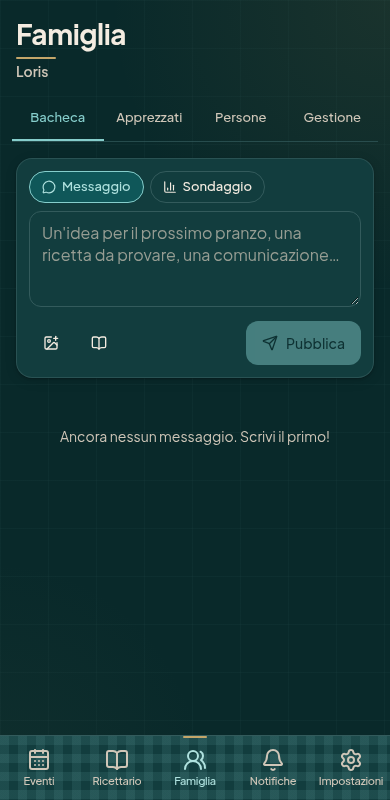 Famiglia
Loris
Bacheca Apprezzati Persone Gestione
Messaggio Sondaggio
Un'idea per il prossimo pranzo, una
ricetta da provare, una comunicazione…
Pubblica
Ancora nessun messaggio. Scrivi il primo!
Eventi Ricettario Famiglia Notifiche Impostazioni